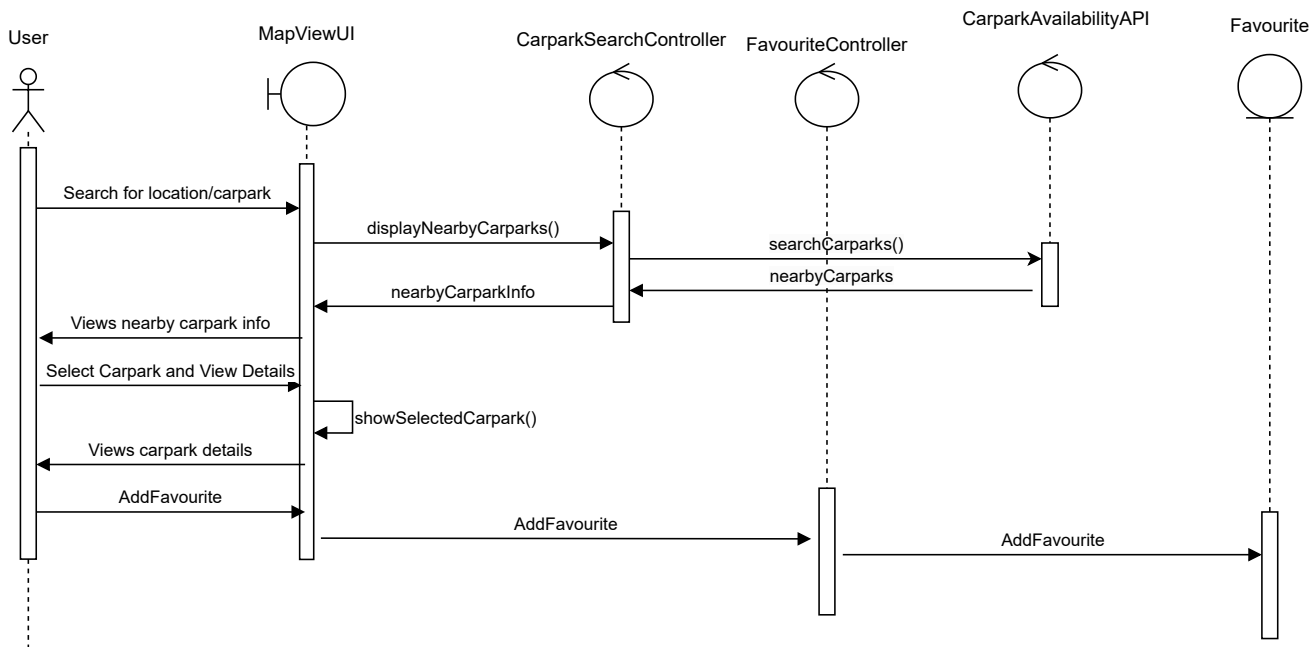 User
MapViewUI
CarparkSearchController
FavouriteController
CarparkAvailabilityAPI
Favourite
Search for location/carpark
displayNearbyCarparks()
searchCarparks()
nearbyCarparks
nearbyCarparkInfo
Views nearby carpark info
Select Carpark and View Details
showSelectedCarpark()
Views carpark details
AddFavourite
AddFavourite
AddFavourite